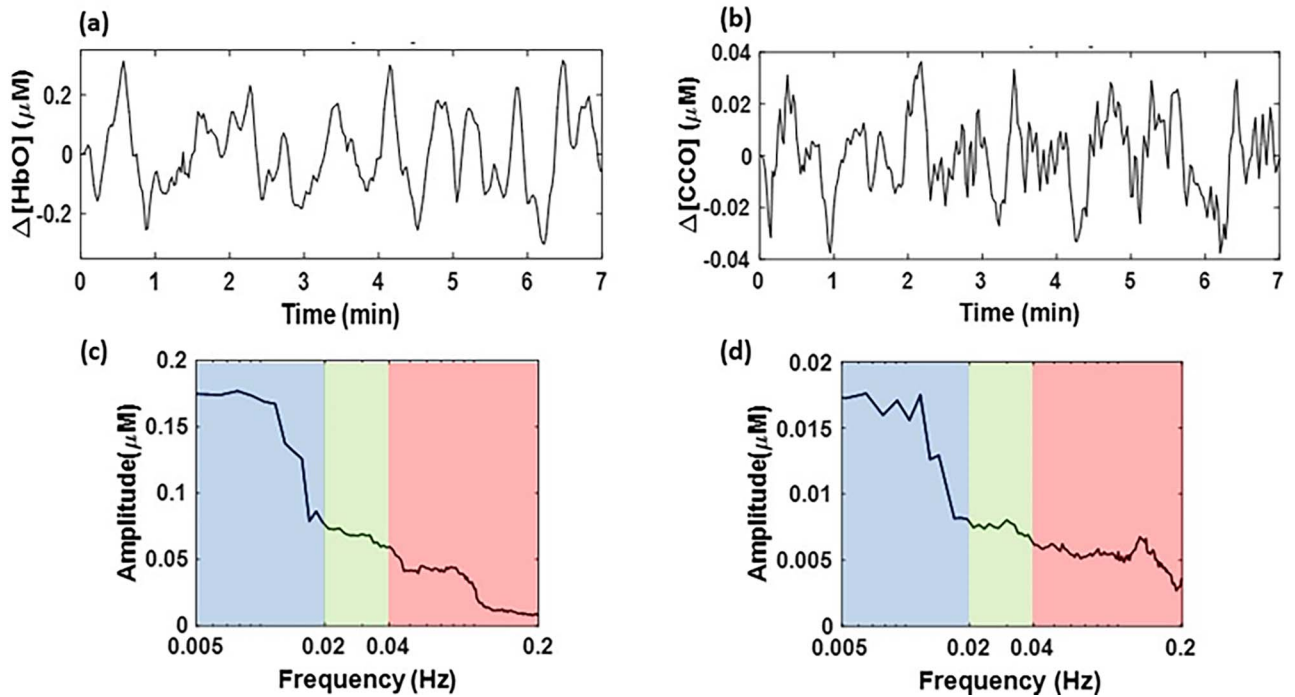 (a)
Δ[HbO] (μM)
0.2
0
-0.2
0 1 2 3 4 5 6 7
Time (min)
(b)
Δ[CCO] (μM)
0.04
0.02
0
-0.02
-0.04
0 1 2 3 4 5 6 7
Time (min)
(c)
Amplitude(μM)
0.2
0.15
0.1
0.05
0
0.005 0.02 0.04 0.2
Frequency (Hz)
(d)
Amplitude(μM)
0.02
0.015
0.01
0.005
0
0.005 0.02 0.04 0.2
Frequency (Hz)